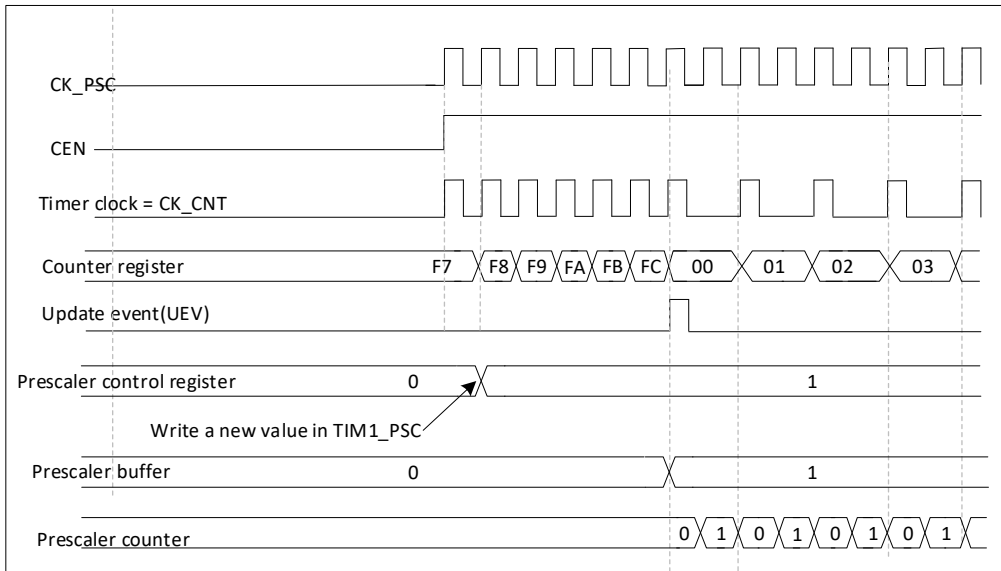 CK_PSC
CEN
Timer clock = CK_CNT
Counter register F7 F8 F9 FA FB FC 00 01 02 03
Update event(UEV)
Prescaler control register 0 1
Write a new value in TIM1_PSC
Prescaler buffer 0 1
Prescaler counter 0 1 0 1 0 1 0 1